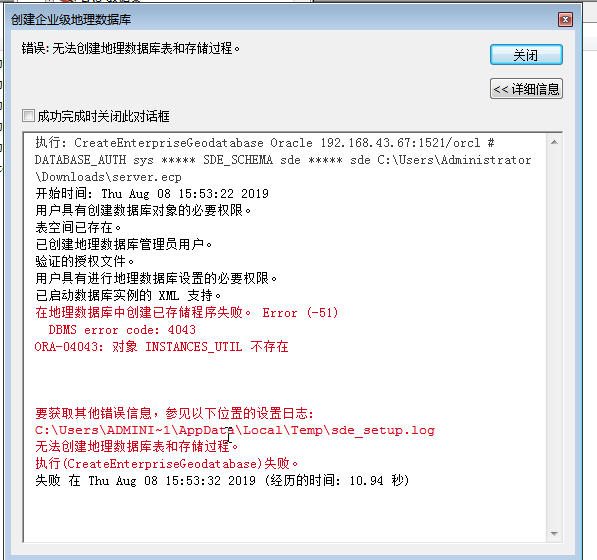 创建企业级地理数据库
错误: 无法创建地理数据库表和存储过程。
关闭
<< 详细信息
成功完成时关闭此对话框
执行: CreateEnterpriseGeodatabase Oracle 192.168.43.67:1521/orcl #
DATABASE_AUTH sys ***** SDE_SCHEMA sde ***** sde C:\Users\Administrator
\Downloads\server.ecp
开始时间: Thu Aug 08 15:53:22 2019
用户具有创建数据库对象的必要权限。
表空间已存在。
已创建地理数据库管理员用户。
验证的授权文件。
用户具有进行地理数据库设置的必要权限。
已启动数据库实例的 XML 支持。
在地理数据库中创建已存储程序失败。 Error (-51)
DBMS error code: 4043
ORA-04043: 对象 INSTANCES_UTIL 不存在
要获取其他错误信息，参见以下位置的设置日志:
C:\Users\ADMINI~1\AppData\Local\Temp\sde_setup.log
无法创建地理数据库表和存储过程。
执行(CreateEnterpriseGeodatabase)失败。
失败 在 Thu Aug 08 15:53:32 2019 (经历的时间: 10.94 秒)